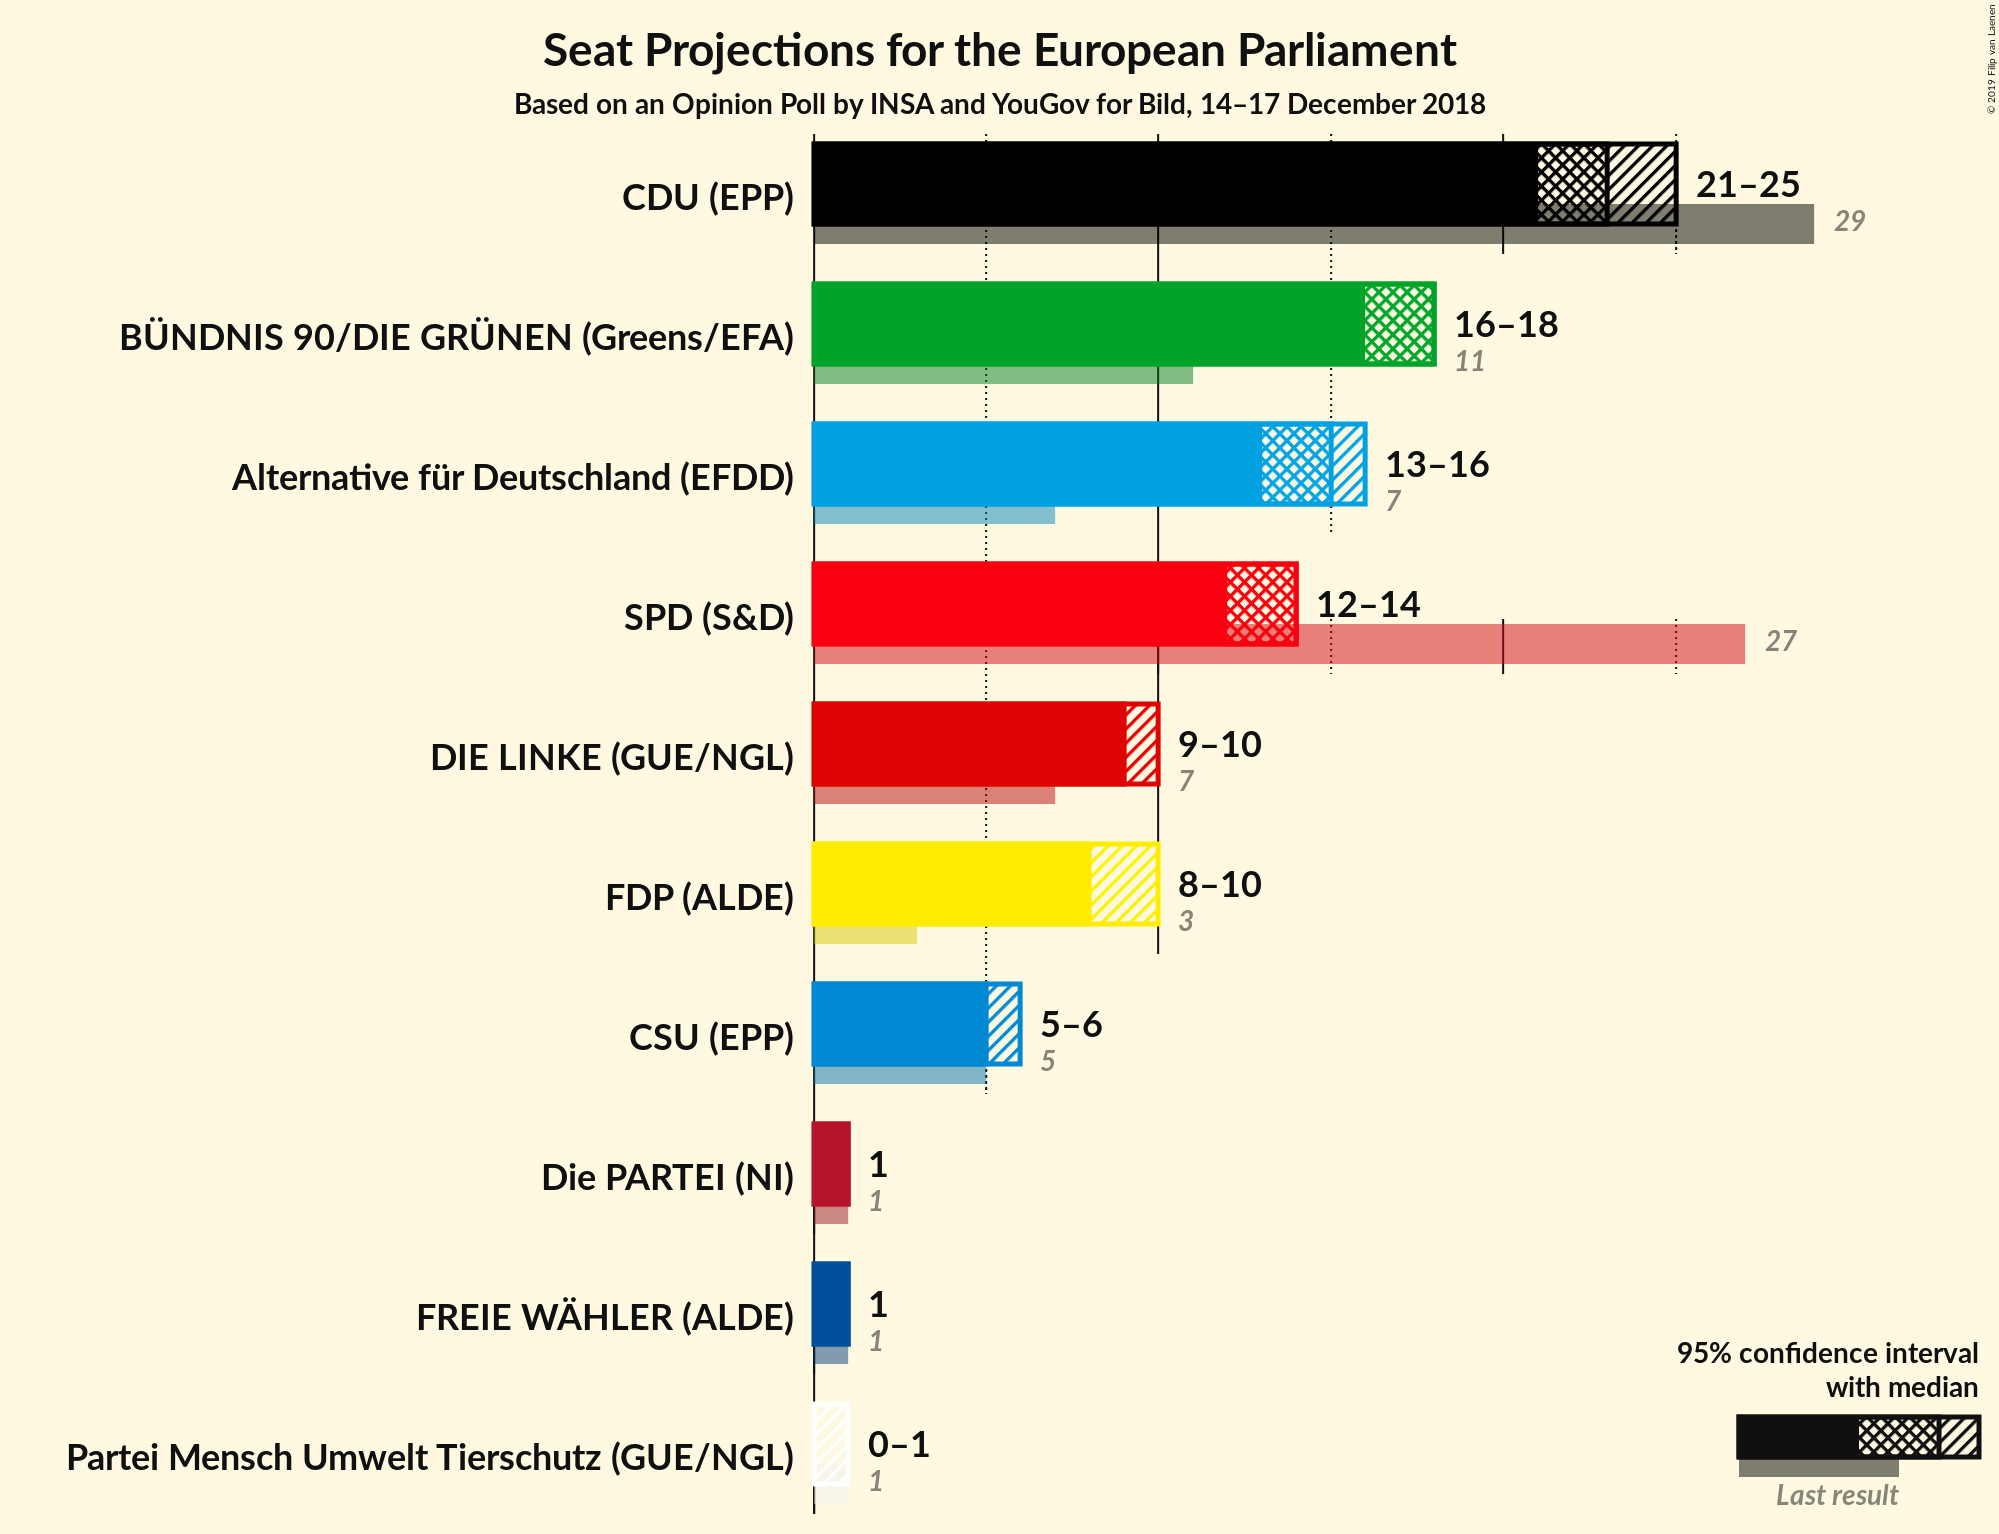 Seat Projections for the European Parliament
Based on an Opinion Poll by INSA and YouGov for Bild, 14–17 December 2018
© 2019 Filip van Laenen
CDU (EPP)
21–25
29
BÜNDNIS 90/DIE GRÜNEN (Greens/EFA)
16–18
11
Alternative für Deutschland (EFDD)
13–16
7
SPD (S&D)
12–14
27
DIE LINKE (GUE/NGL)
9–10
7
FDP (ALDE)
8–10
3
CSU (EPP)
5–6
5
Die PARTEI (NI)
1
1
FREIE WÄHLER (ALDE)
1
1
Partei Mensch Umwelt Tierschutz (GUE/NGL)
0–1
1
95% confidence interval
with median
Last result